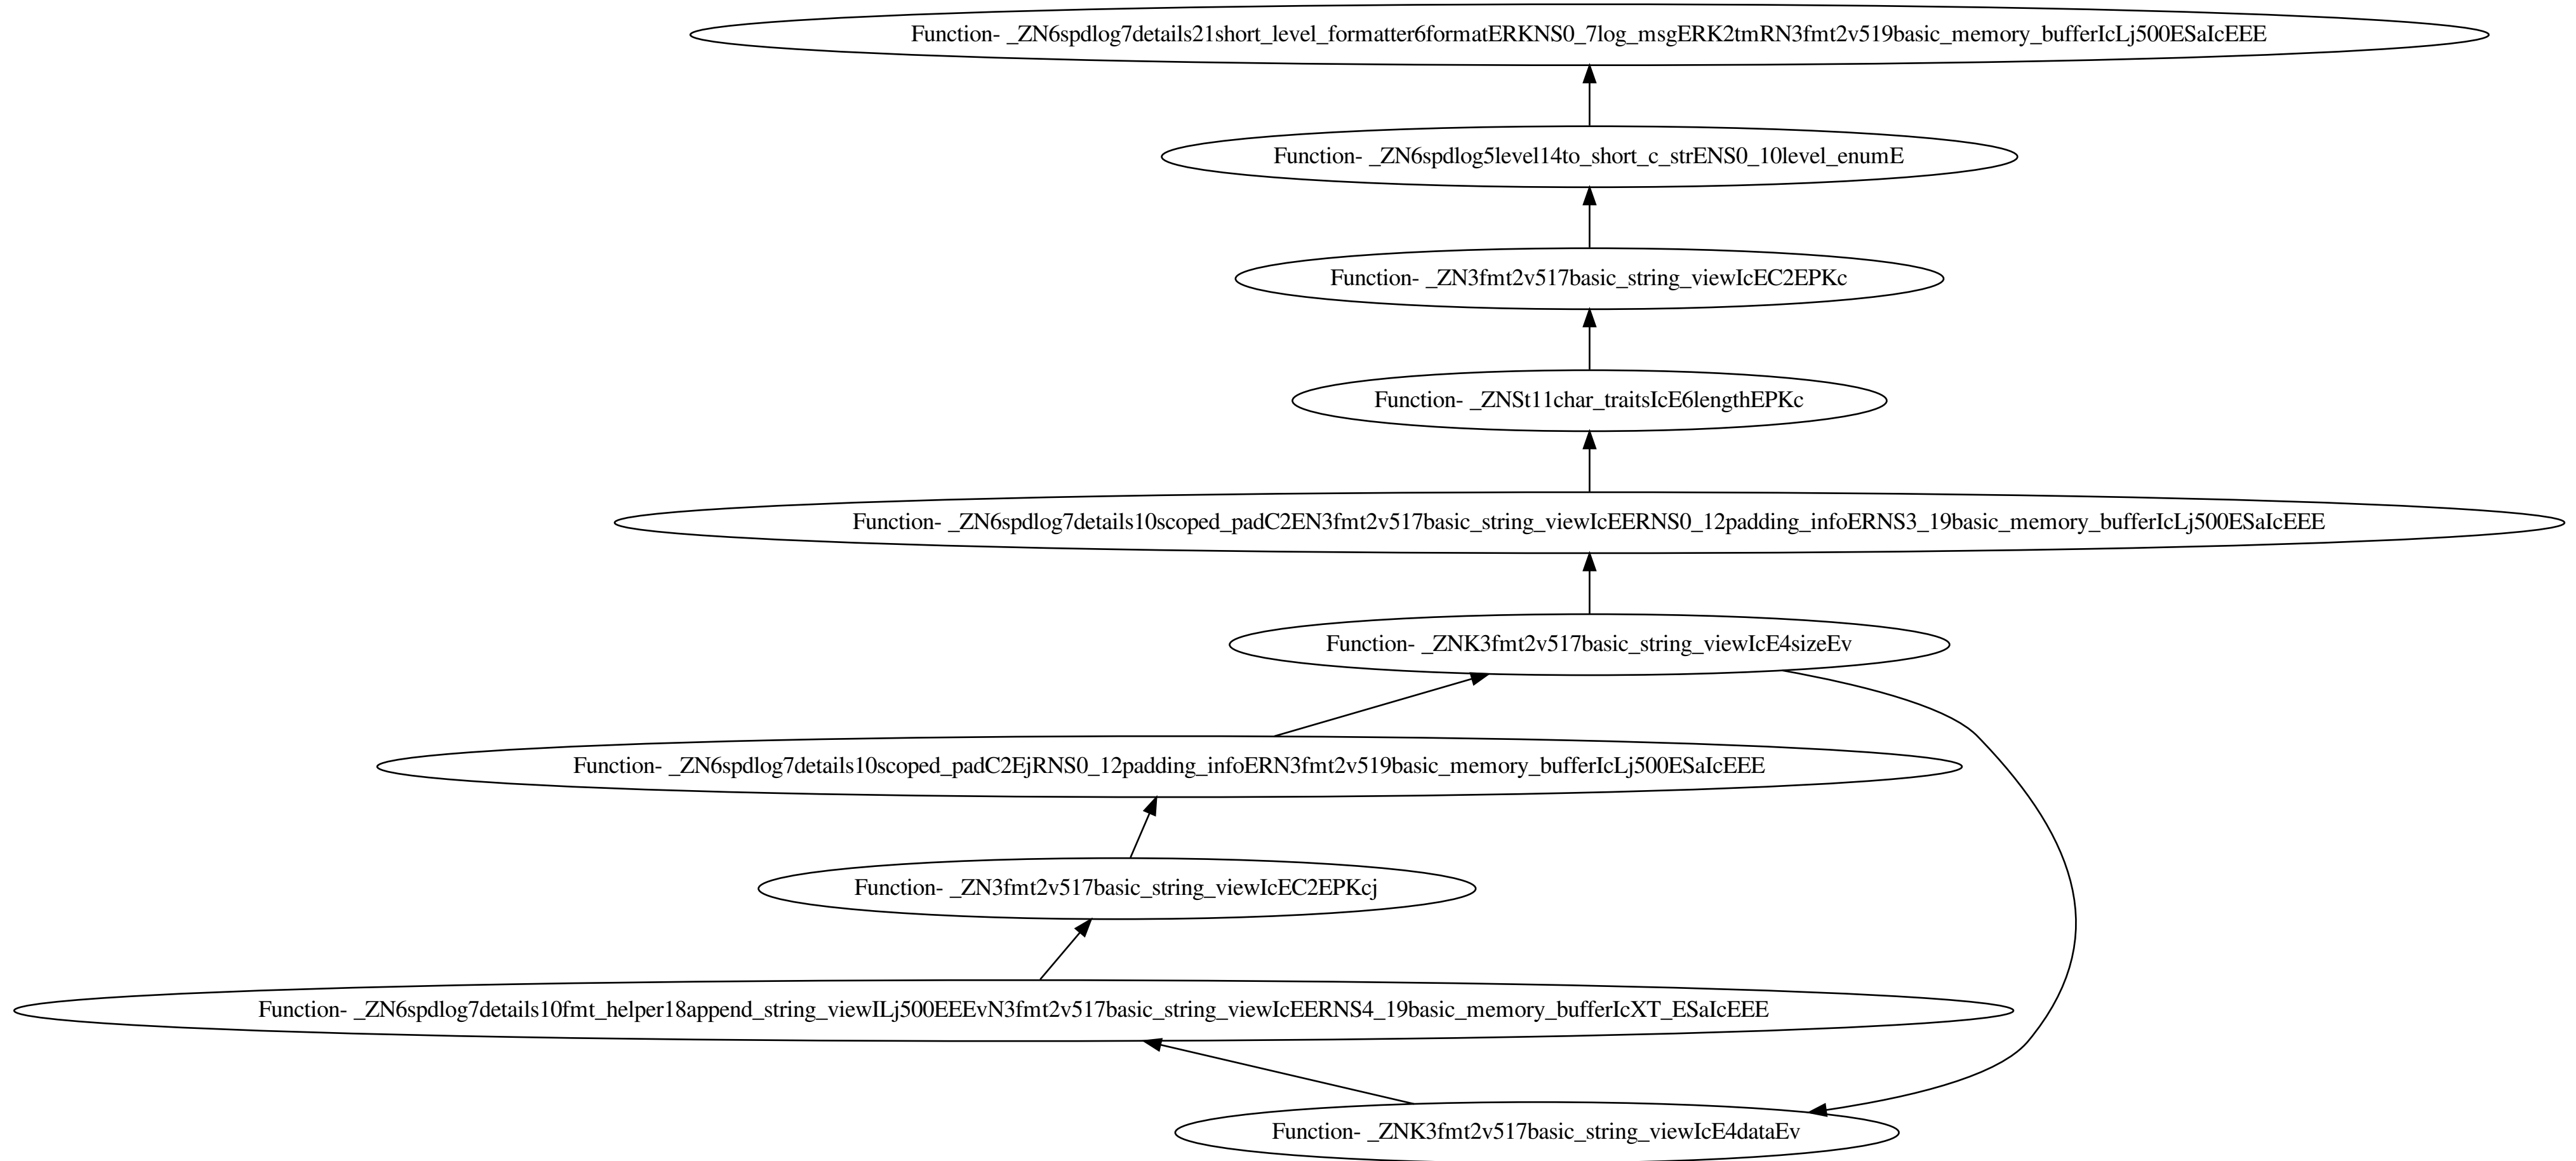 Function- _ZN6spdlog7details21short_level_formatter6formatERKNS0_7log_msgERK2tmRN3fmt2v519basic_memory_bufferIcLj500ESaIcEEE
Function- _ZN6spdlog5level14to_short_c_strENS0_10level_enumE
Function- _ZN3fmt2v517basic_string_viewIcEC2EPKc
Function- _ZNSt11char_traitsIcE6lengthEPKc
Function- _ZN6spdlog7details10scoped_padC2EN3fmt2v517basic_string_viewIcEERNS0_12padding_infoERNS3_19basic_memory_bufferIcLj500ESaIcEEE
Function- _ZNK3fmt2v517basic_string_viewIcE4sizeEv
Function- _ZN6spdlog7details10scoped_padC2EjRNS0_12padding_infoERN3fmt2v519basic_memory_bufferIcLj500ESaIcEEE
Function- _ZN3fmt2v517basic_string_viewIcEC2EPKcj
Function- _ZN6spdlog7details10fmt_helper18append_string_viewILj500EEEvN3fmt2v517basic_string_viewIcEERNS4_19basic_memory_bufferIcXT_ESaIcEEE
Function- _ZNK3fmt2v517basic_string_viewIcE4dataEv